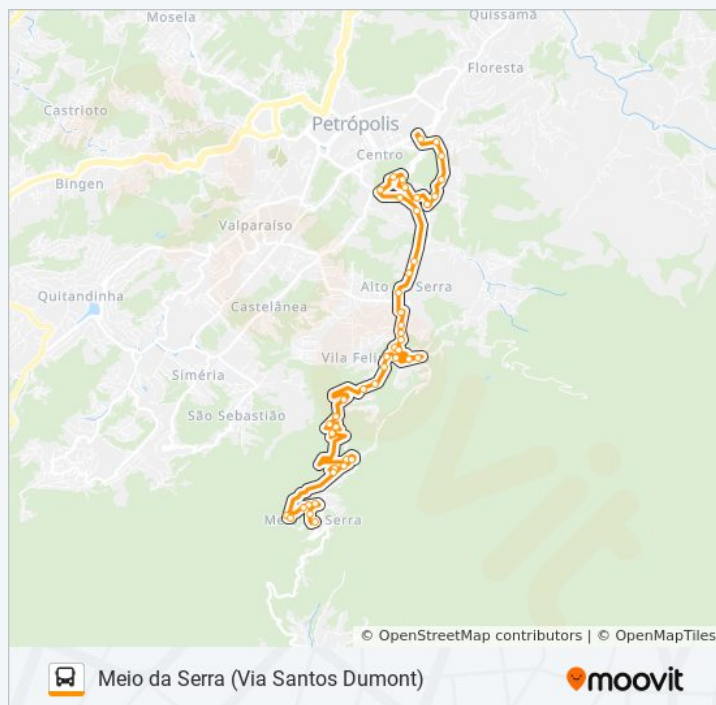 Mosela
Quissamã
Floresta
Castrioto
Petrópolis
Centro
Bingen
Valparaíso
Alto Serra
Quitandinha
Castelânea
Vila Feli
Siméria
São Sebastião
Me Serra
© OpenStreetMap contributors | © OpenMapTiles
Meio da Serra (Via Santos Dumont)
moovit